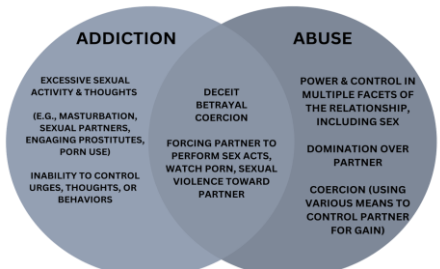 ADDICTION
EXCESSIVE SEXUAL
ACTIVITY & THOUGHTS
(E.G., MASTURBATION,
SEXUAL PARTNERS,
ENGAGING PROSTITUTES,
PORN USE)
INABILITY TO CONTROL
URGES, THOUGHTS, OR
BEHAVIORS
DECEIT
BETRAYAL
COERCION
FORCING PARTNER TO
PERFORM SEX ACTS,
WATCH PORN, SEXUAL
VIOLENCE TOWARD
PARTNER
ABUSE
POWER & CONTROL IN
MULTIPLE FACETS OF
THE RELATIONSHIP,
INCLUDING SEX
DOMINATION OVER
PARTNER
COERCION (USING
VARIOUS MEANS TO
CONTROL PARTNER
FOR GAIN)